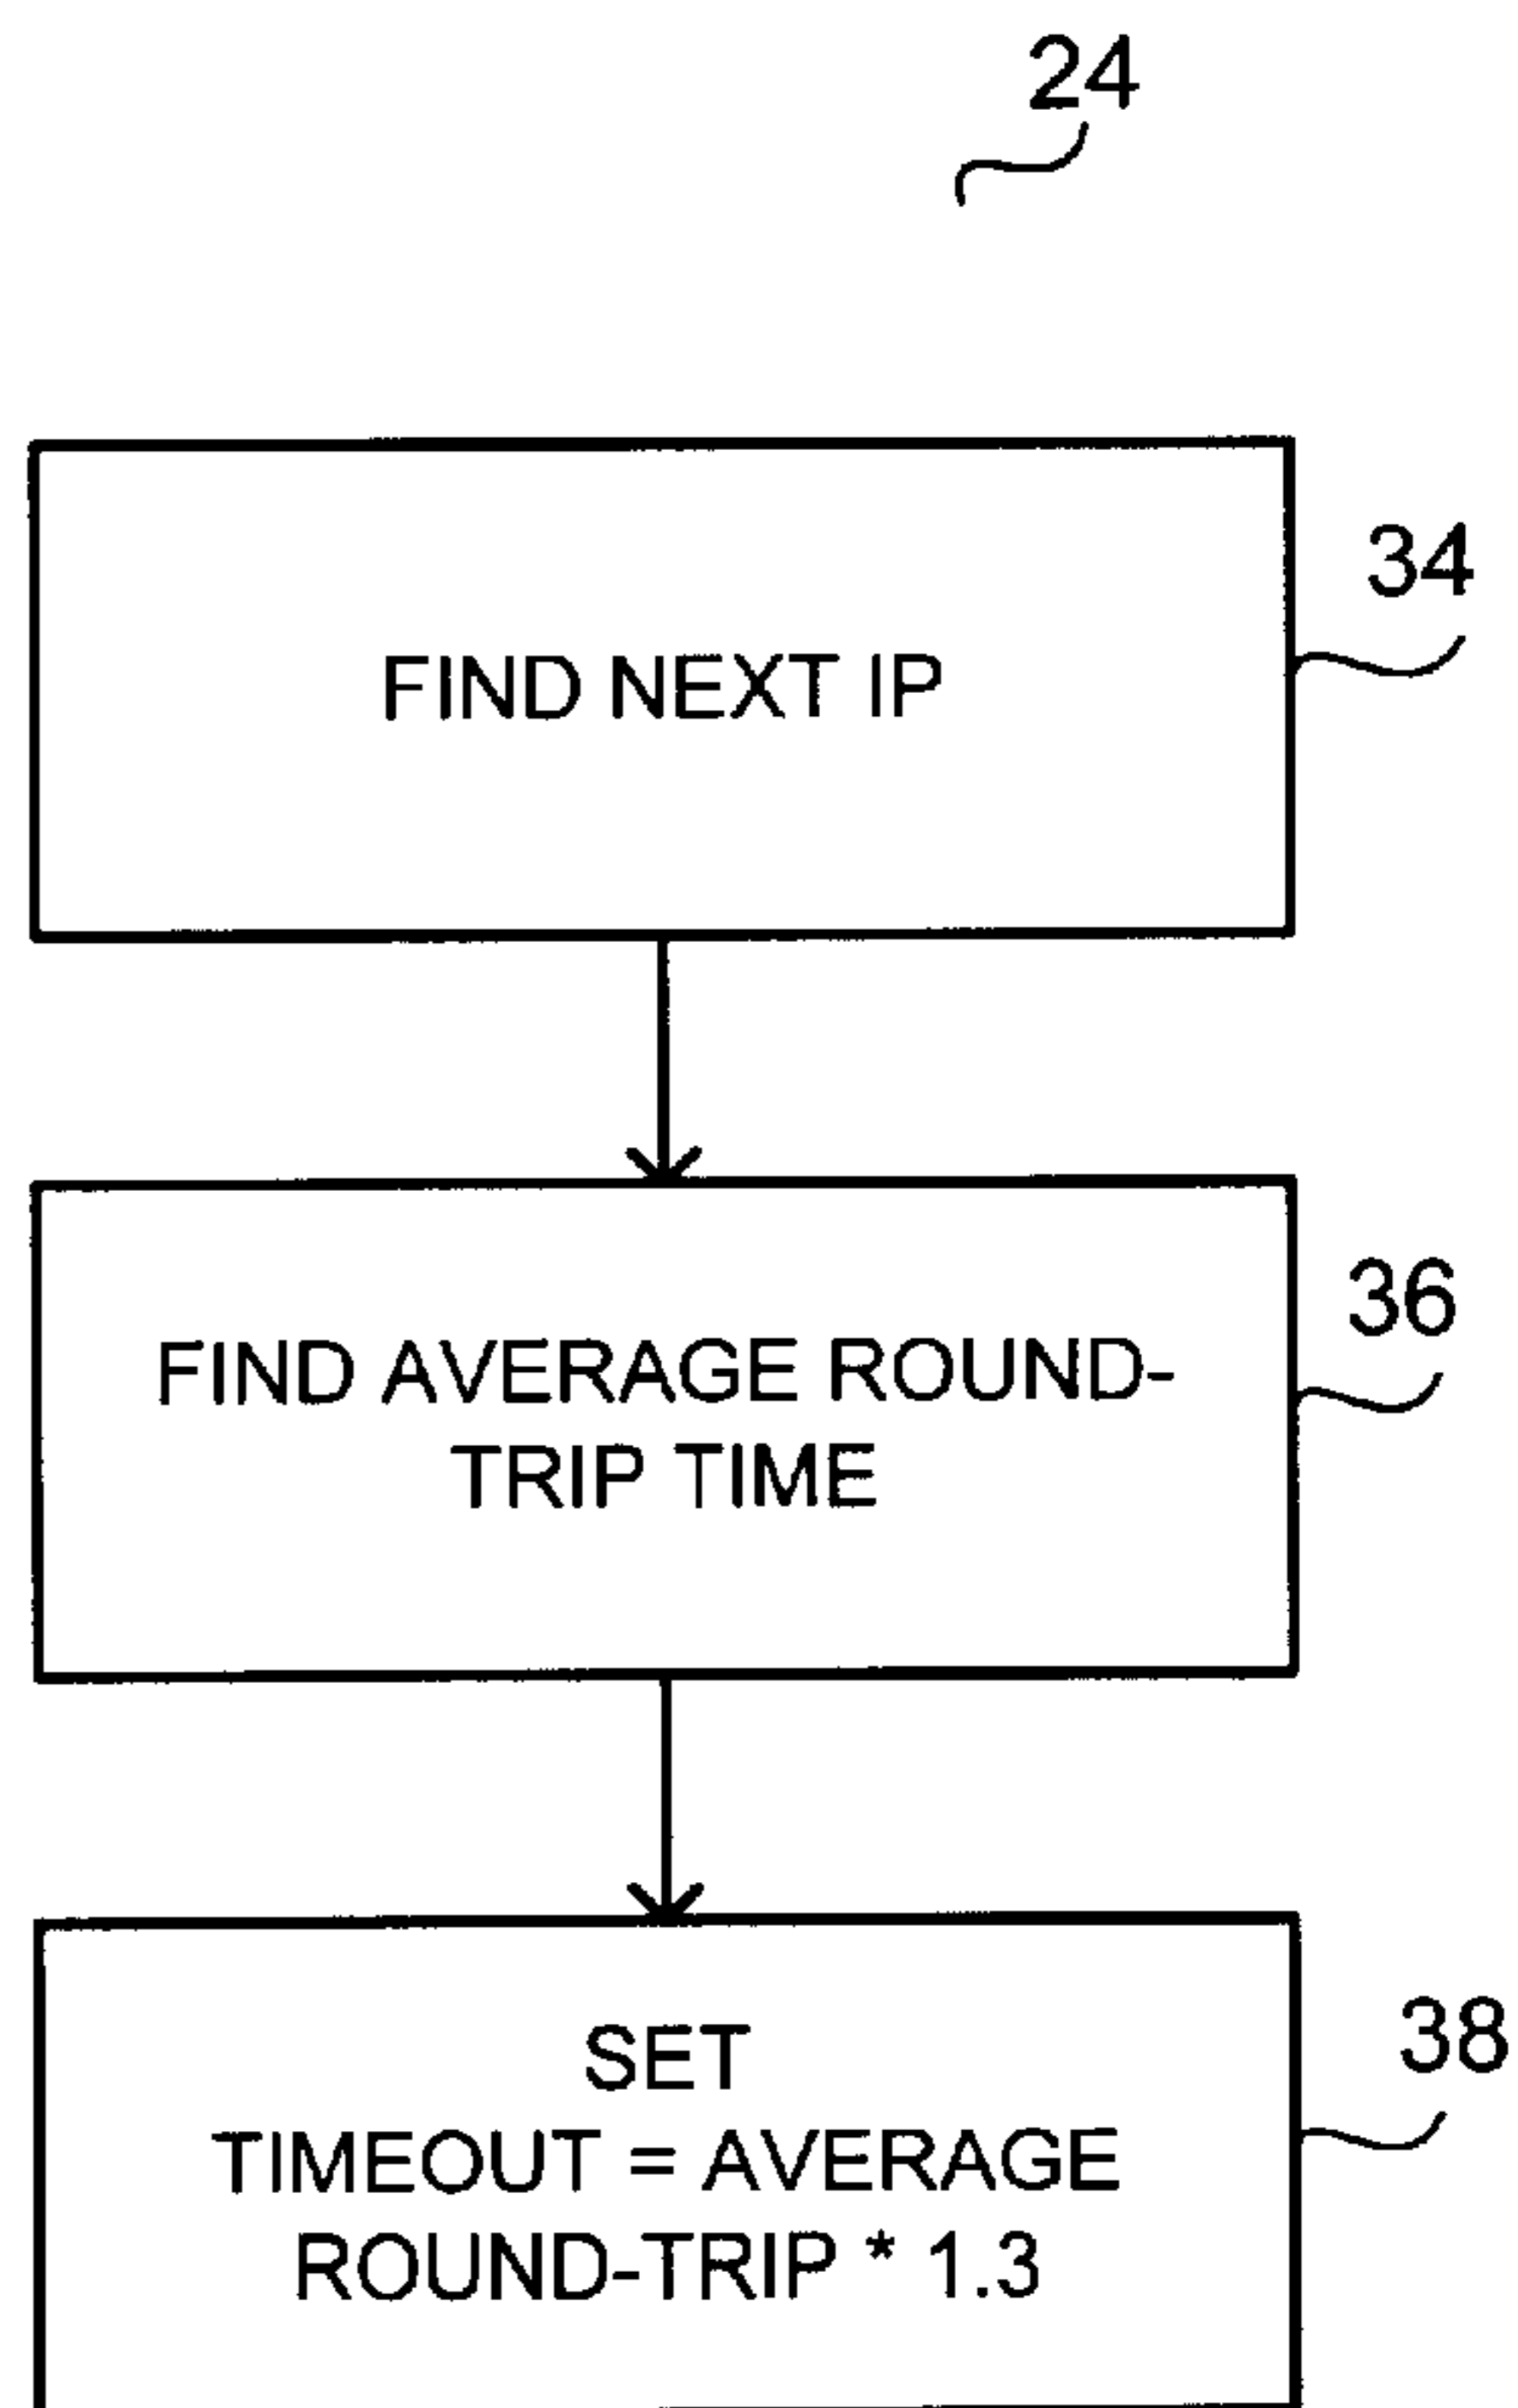 24
34
FIND NEXT IP
36
FIND AVERAGE ROUND-
TRIP TIME
38
SET
TIMEOUT = AVERAGE
ROUND-TRIP * 1.3